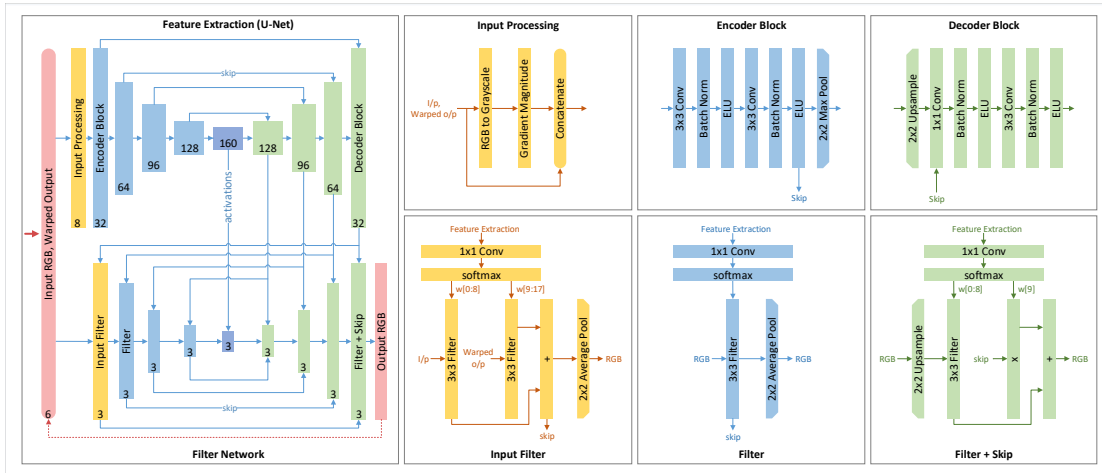 Feature Extraction (U-Net)
Input RGB, Warped Output
6
Input Processing
8
Encoder Block
32
64
96
128
160
128
96
64
Decoder Block
32
skip
activations
Input Filter
3
Filter
3
3
3
3
3
3
3
Filter + Skip
3
Output RGB
skip
Filter Network
Input Processing
I/p,
Warped o/p
RGB to Grayscale
Gradient Magnitude
Concatenate
Encoder Block
3x3 Conv
Batch Norm
ELU
3x3 Conv
Batch Norm
ELU
2x2 Max Pool
Skip
Decoder Block
2x2 Upsample
1x1 Conv
Batch Norm
ELU
3x3 Conv
Batch Norm
ELU
Skip
Feature Extraction
1x1 Conv
softmax
w[0:8]
w[9:17]
I/p
3x3 Filter
Warped
o/p
3x3 Filter
+
2x2 Average Pool
RGB
skip
Input Filter
Feature Extraction
1x1 Conv
softmax
RGB
3x3 Filter
2x2 Average Pool
RGB
skip
Filter
Feature Extraction
1x1 Conv
softmax
w[0:8]
w[9]
RGB
2x2 Upsample
3x3 Filter
skip
x
+
RGB
Filter + Skip